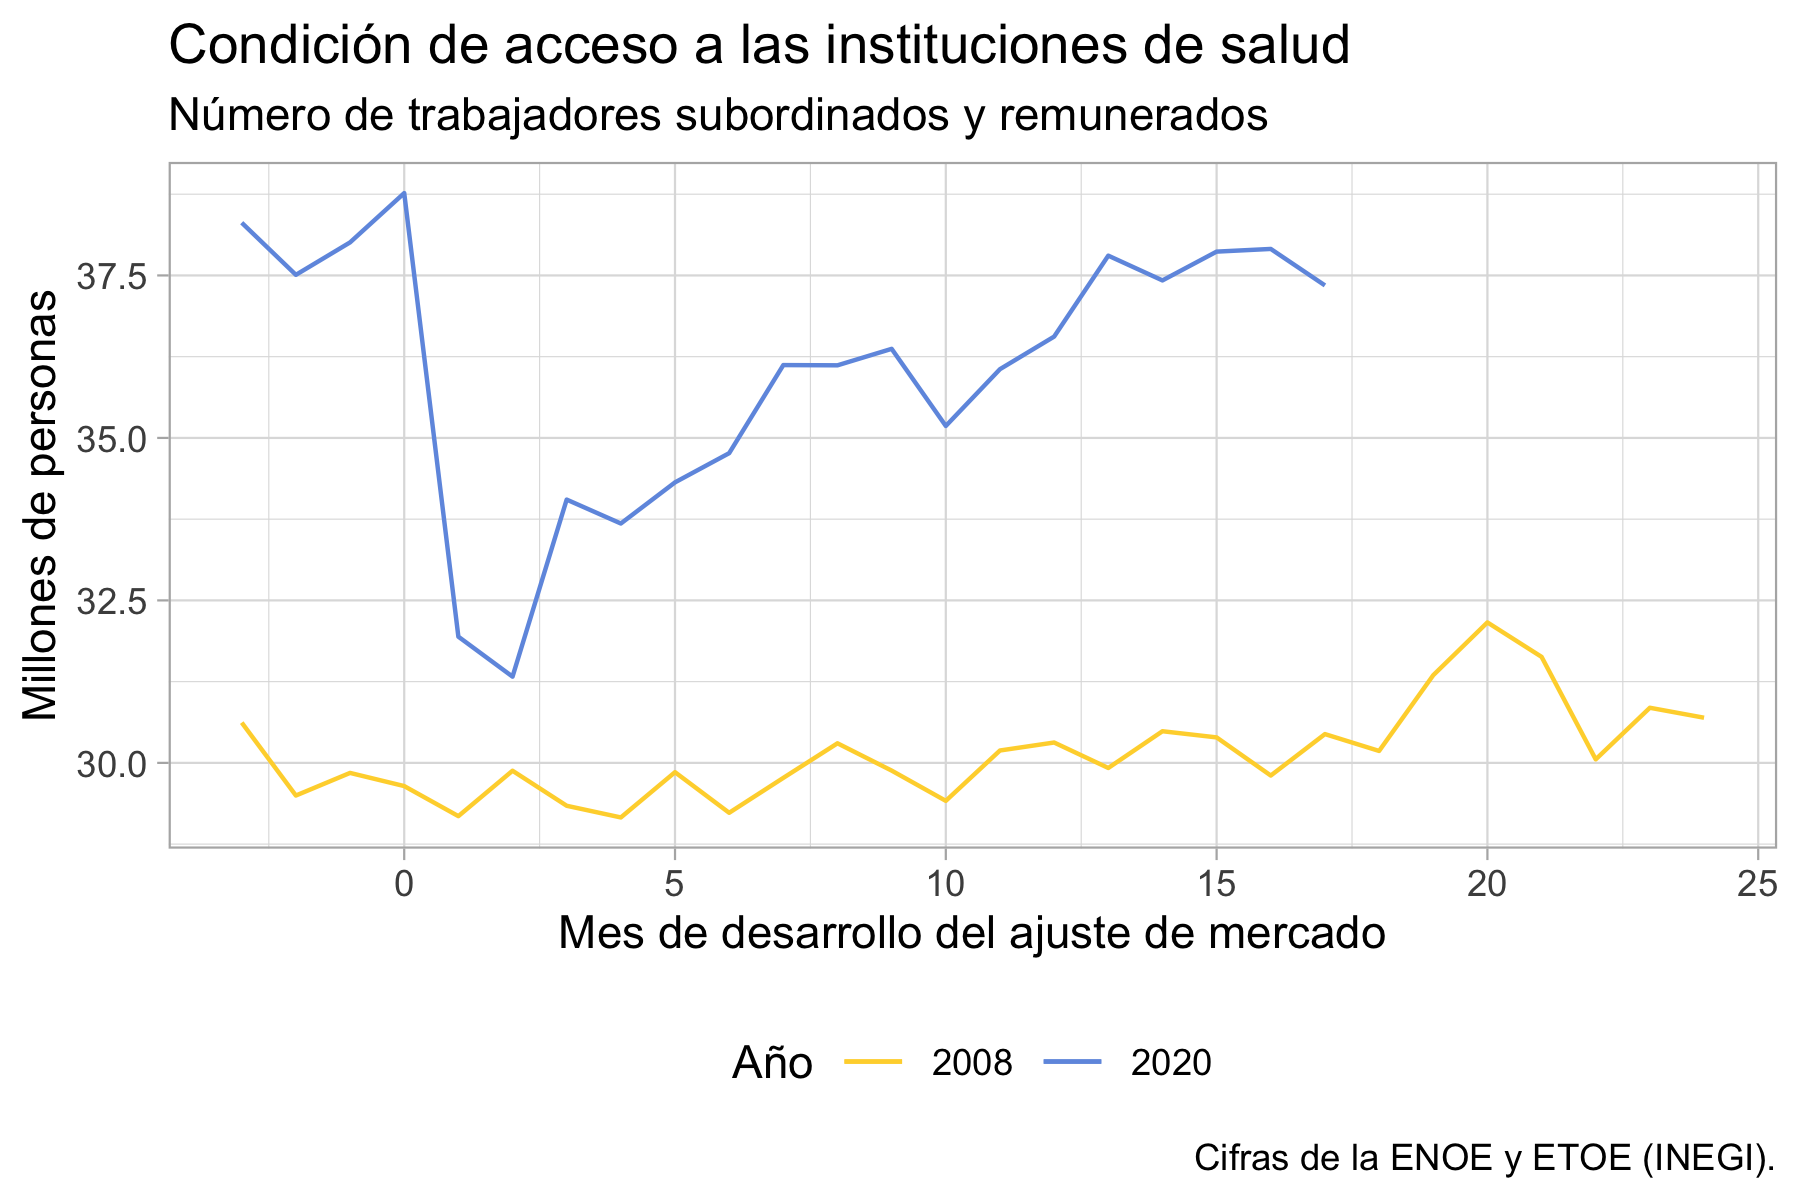 Condición de acceso a las instituciones de salud
Número de trabajadores subordinados y remunerados
Millones de personas
37.5
35.0
32.5
30.0
0 5 10 15 20 25
Mes de desarrollo del ajuste de mercado
Año 2008 2020
Cifras de la ENOE y ETOE (INEGI).